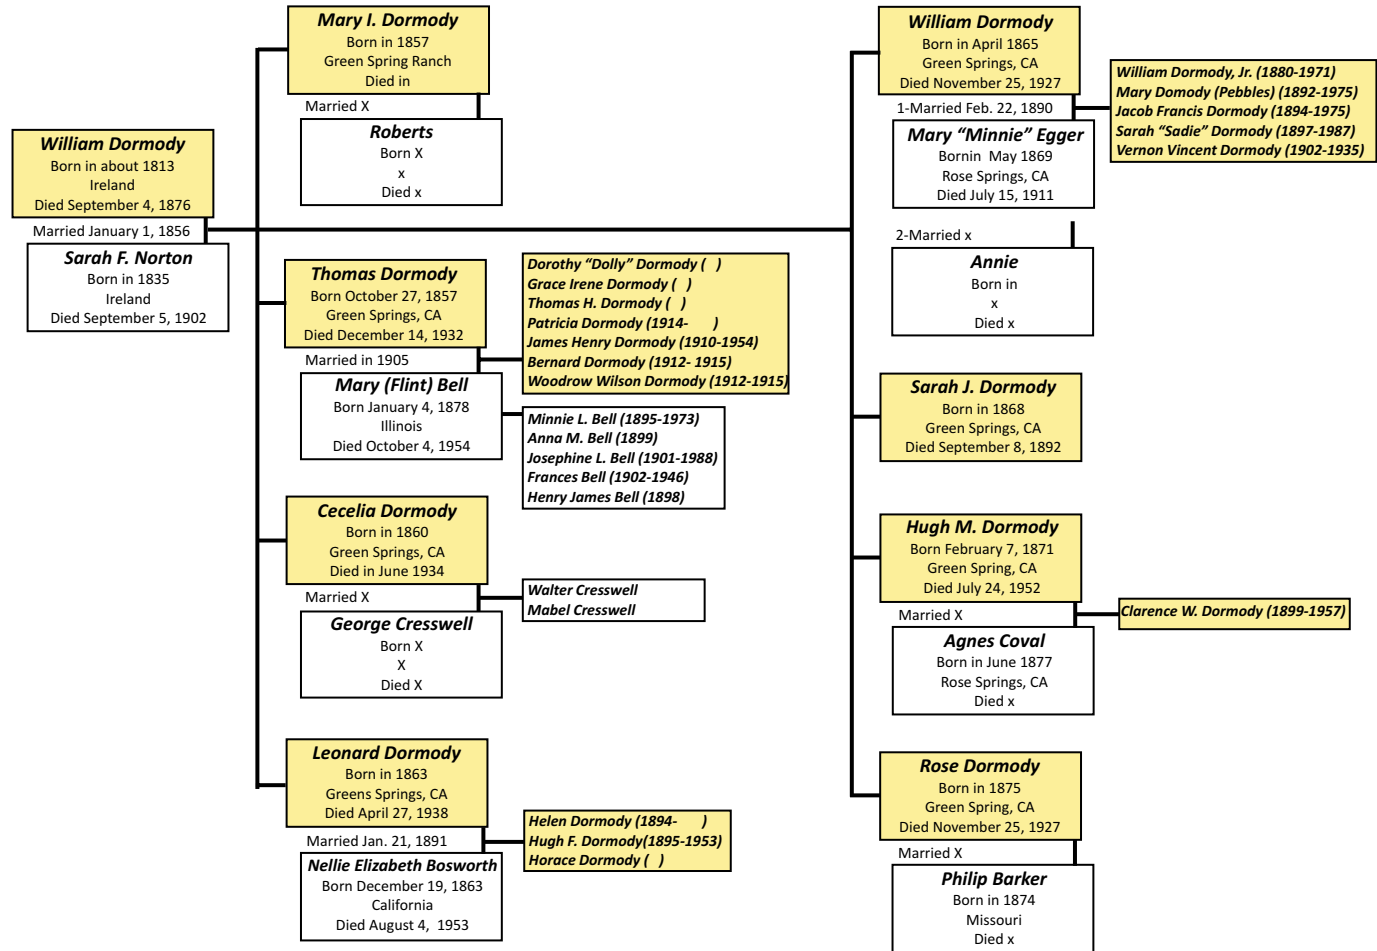 William Dormody
Born in about 1813
Ireland
Died September 4, 1876
Married January 1, 1856
Sarah F. Norton
Born in 1835
Ireland
Died September 5, 1902
Mary I. Dormody
Born in 1857
Green Spring Ranch
Died in
Married X
Roberts
Born X
x
Died x
Thomas Dormody
Born October 27, 1857
Green Springs, CA
Died December 14, 1932
Married in 1905
Mary (Flint) Bell
Born January 4, 1878
Illinois
Died October 4, 1954
Dorothy “Dolly” Dormody (   )
Grace Irene Dormody (   )
Thomas H. Dormody (   )
Patricia Dormody (1914-        )
James Henry Dormody (1910-1954)
Bernard Dormody (1912- 1915)
Woodrow Wilson Dormody (1912-1915)
Minnie L. Bell (1895-1973)
Anna M. Bell (1899)
Josephine L. Bell (1901-1988)
Frances Bell (1902-1946)
Henry James Bell (1898)
Cecelia Dormody
Born in 1860
Green Springs, CA
Died in June 1934
Married X
George Cresswell
Born X
X
Died X
Walter Cresswell
Mabel Cresswell
Leonard Dormody
Born in 1863
Greens Springs, CA
Died April 27, 1938
Married Jan. 21, 1891
Nellie Elizabeth Bosworth
Born December 19, 1863
California
Died August 4,  1953
Helen Dormody (1894-        )
Hugh F. Dormody(1895-1953)
Horace Dormody (   )
William Dormody
Born in April 1865
Green Springs, CA
Died November 25, 1927
1-Married Feb. 22, 1890
Mary “Minnie” Egger
Bornin  May 1869
Rose Springs, CA
Died July 15, 1911
2-Married x
Annie
Born in
x
Died x
William Dormody, Jr. (1880-1971)
Mary Domody (Pebbles) (1892-1975)
Jacob Francis Dormody (1894-1975)
Sarah “Sadie” Dormody (1897-1987)
Vernon Vincent Dormody (1902-1935)
Sarah J. Dormody
Born in 1868
Green Springs, CA
Died September 8, 1892
Hugh M. Dormody
Born February 7, 1871
Green Spring, CA
Died July 24, 1952
Married X
Agnes Coval
Born in June 1877
Rose Springs, CA
Died x
Clarence W. Dormody (1899-1957)
Rose Dormody
Born in 1875
Green Spring, CA
Died November 25, 1927
Married X
Philip Barker
Born in 1874
Missouri
Died x